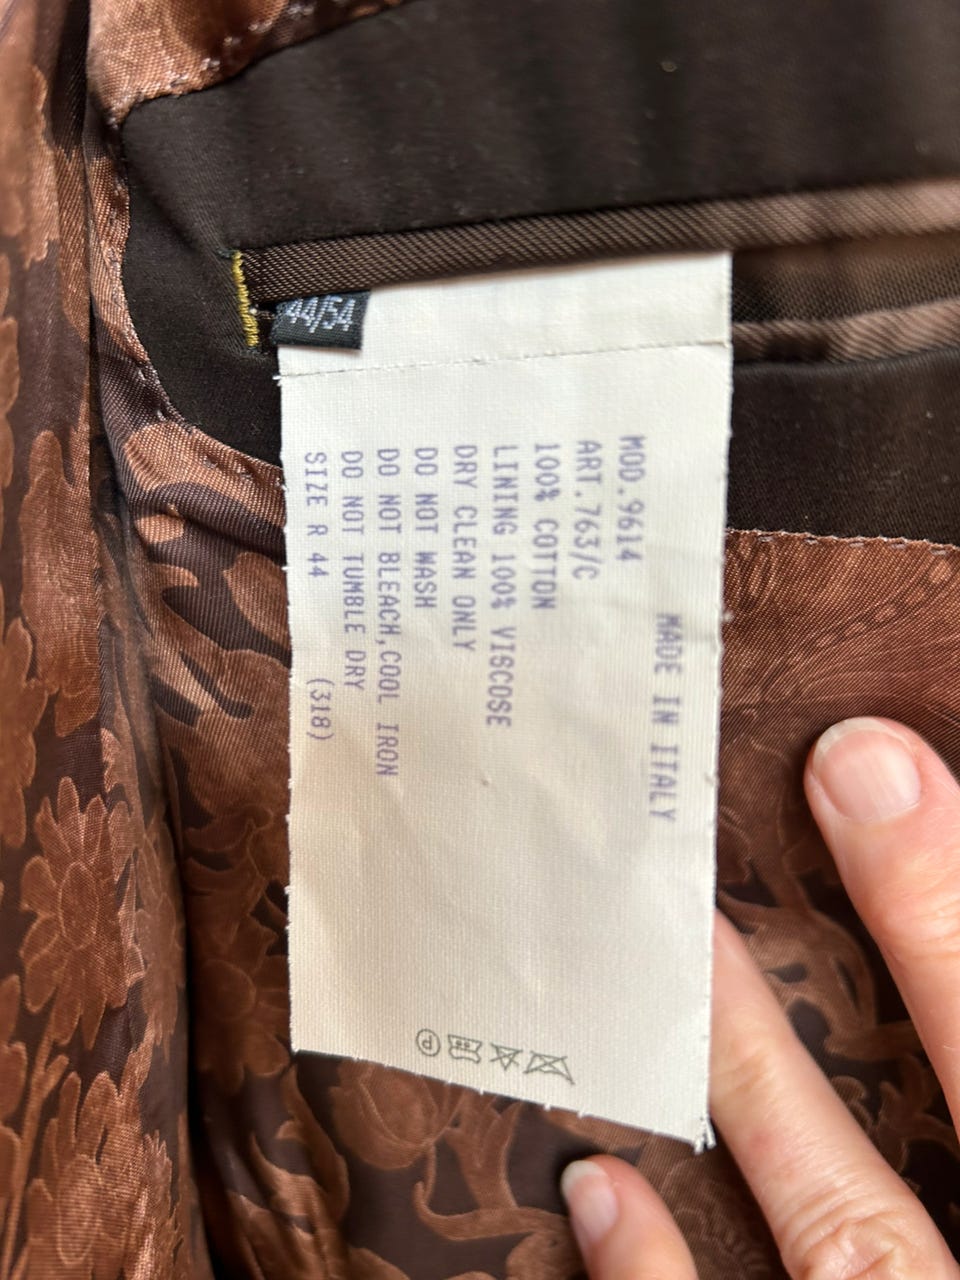 44/54
MADE IN ITALY
MOD.9614
ART.763/C
100% COTTON
LINING 100% VISCOSE
DRY CLEAN ONLY
DO NOT WASH
DO NOT BLEACH,COOL IRON
DO NOT TUMBLE DRY
SIZE R 44 (318)
P